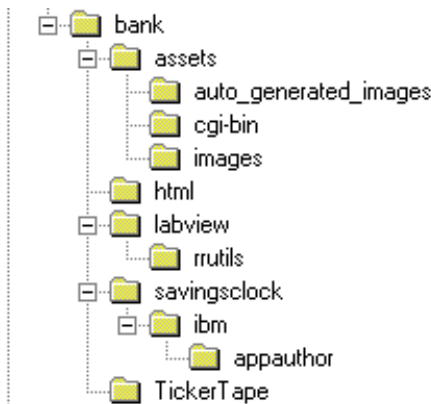 bank
assets
auto_generated_images
cgi-bin
images
html
labview
rrutils
savingsclock
ibm
appauthor
TickerTape